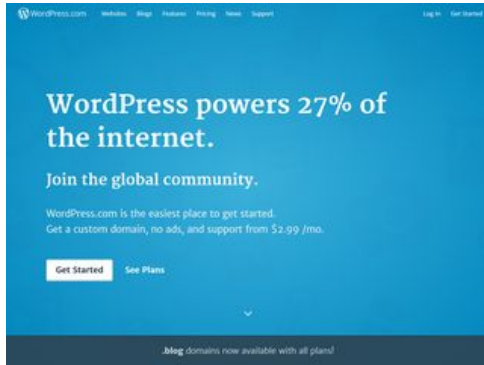 WordPress.com Websites Blogs Features Pricing News Support Log In Get Started
WordPress powers 27% of
the internet.
Join the global community.
WordPress.com is the easiest place to get started.
Get a custom domain, no ads, and support from $2.99 /mo.
Get Started See Plans
.blog domains now available with all plans!